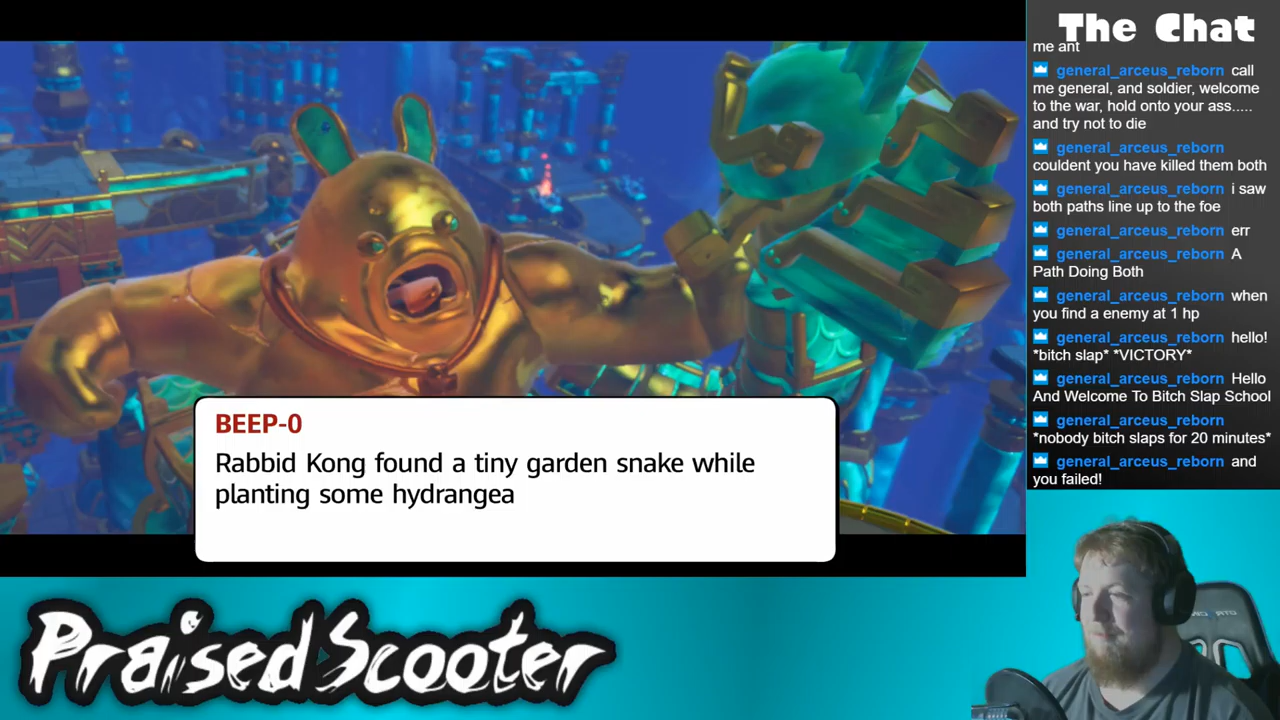 The Chat
me ant
general_arceus_reborn call
me general, and soldier, welcome
to the war, hold onto your ass.....
and try not to die
general_arceus_reborn
couldent you have killed them both
general_arceus_reborn i saw
both paths line up to the foe
general_arceus_reborn err
general_arceus_reborn A
Path Doing Both
general_arceus_reborn when
you find a enemy at 1 hp
general_arceus_reborn hello!
*bitch slap* *VICTORY*
general_arceus_reborn Hello
And Welcome To Bitch Slap School
general_arceus_reborn
*nobody bitch slaps for 20 minutes*
general_arceus_reborn and
you failed!
BEEP-0
Rabbid Kong found a tiny garden snake while
planting some hydrangea
PraisedScooter